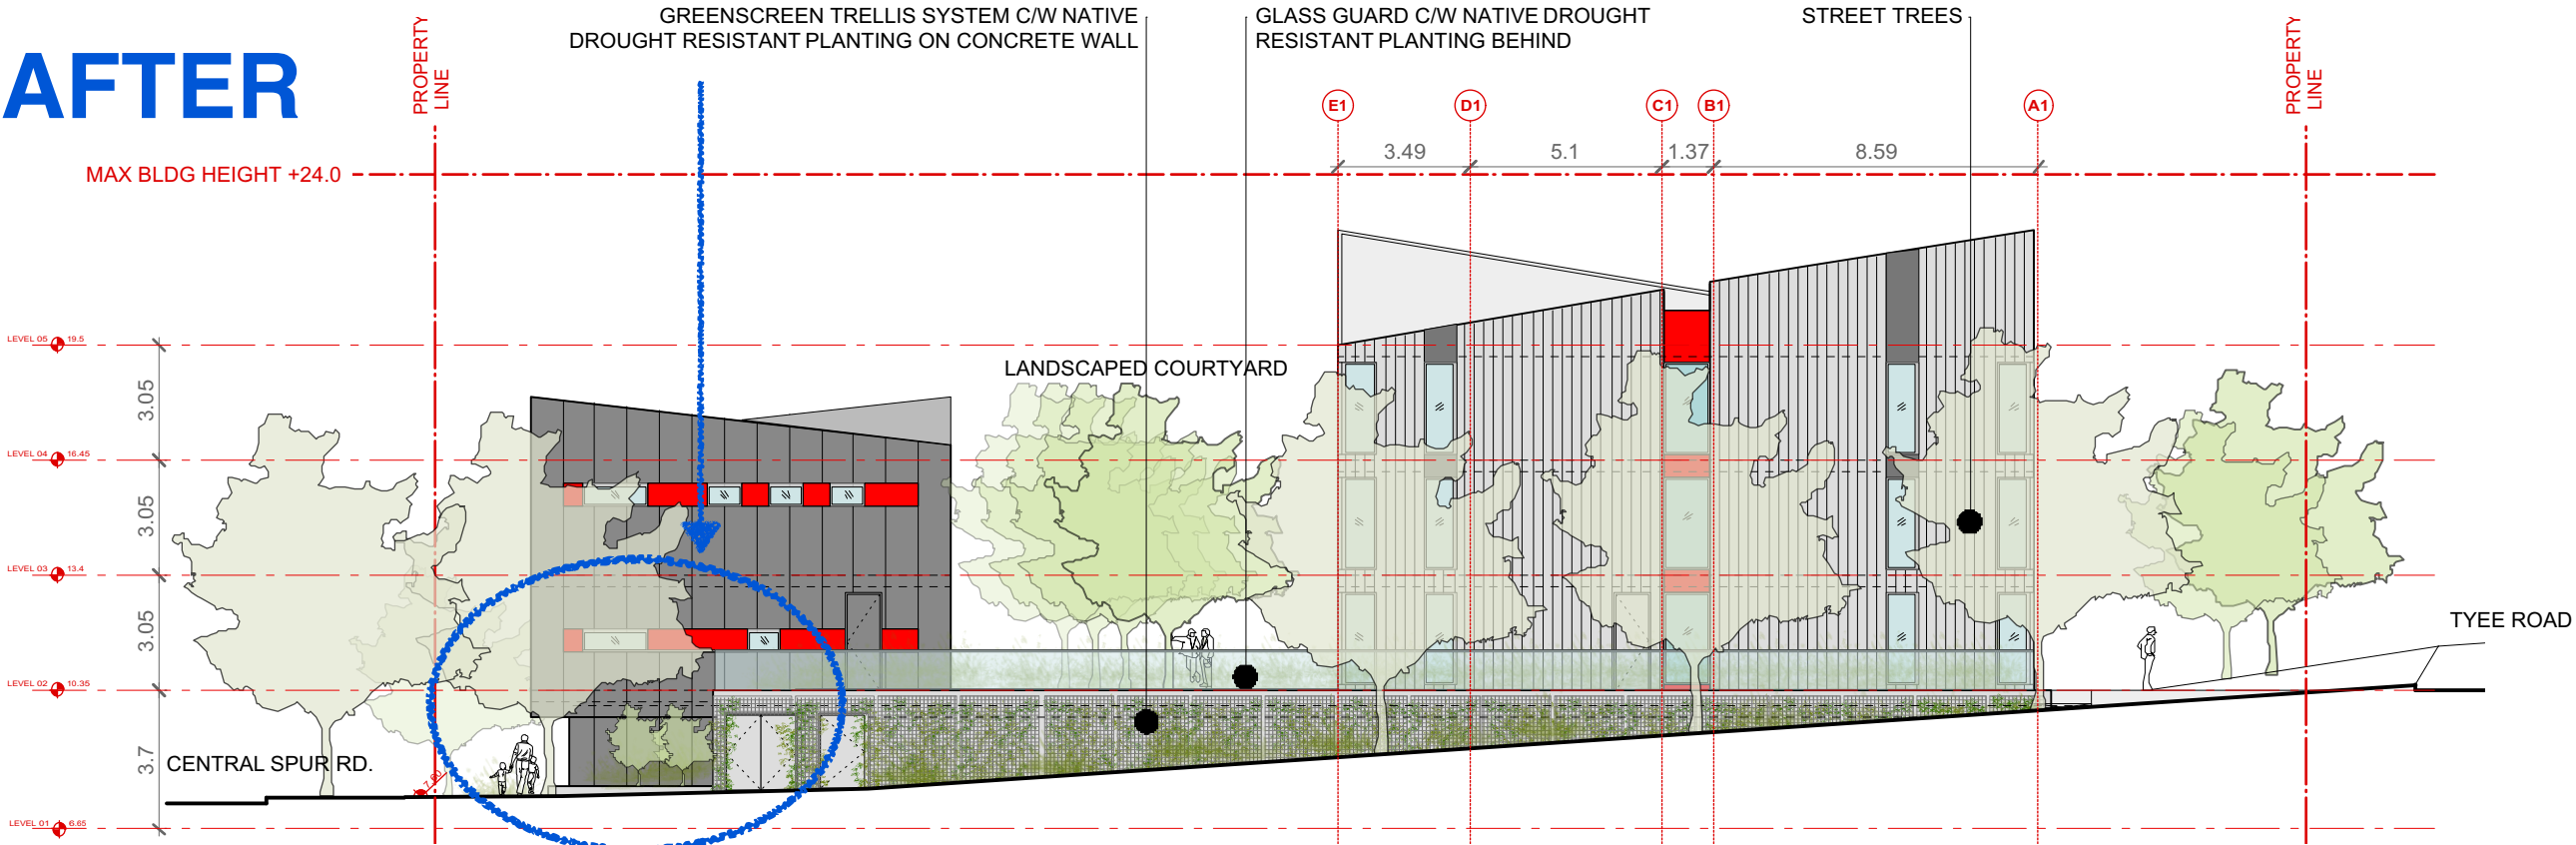 AFTER
GREENSCREEN TRELLIS SYSTEM C/W NATIVE
DROUGHT RESISTANT PLANTING ON CONCRETE WALL
GLASS GUARD C/W NATIVE DROUGHT
RESISTANT PLANTING BEHIND
STREET TREES
PROPERTY
LINE
PROPERTY
LINE
E1
D1
C1
B1
A1
3.49
5.1
1.37
8.59
MAX BLDG HEIGHT +24.0
LEVEL 05 19.5
LANDSCAPED COURTYARD
3.05
LEVEL 04 16.45
3.05
LEVEL 03 13.4
3.05
TYEE ROAD
LEVEL 02 10.35
3.7
CENTRAL SPUR RD.
7.60
LEVEL 01 6.65